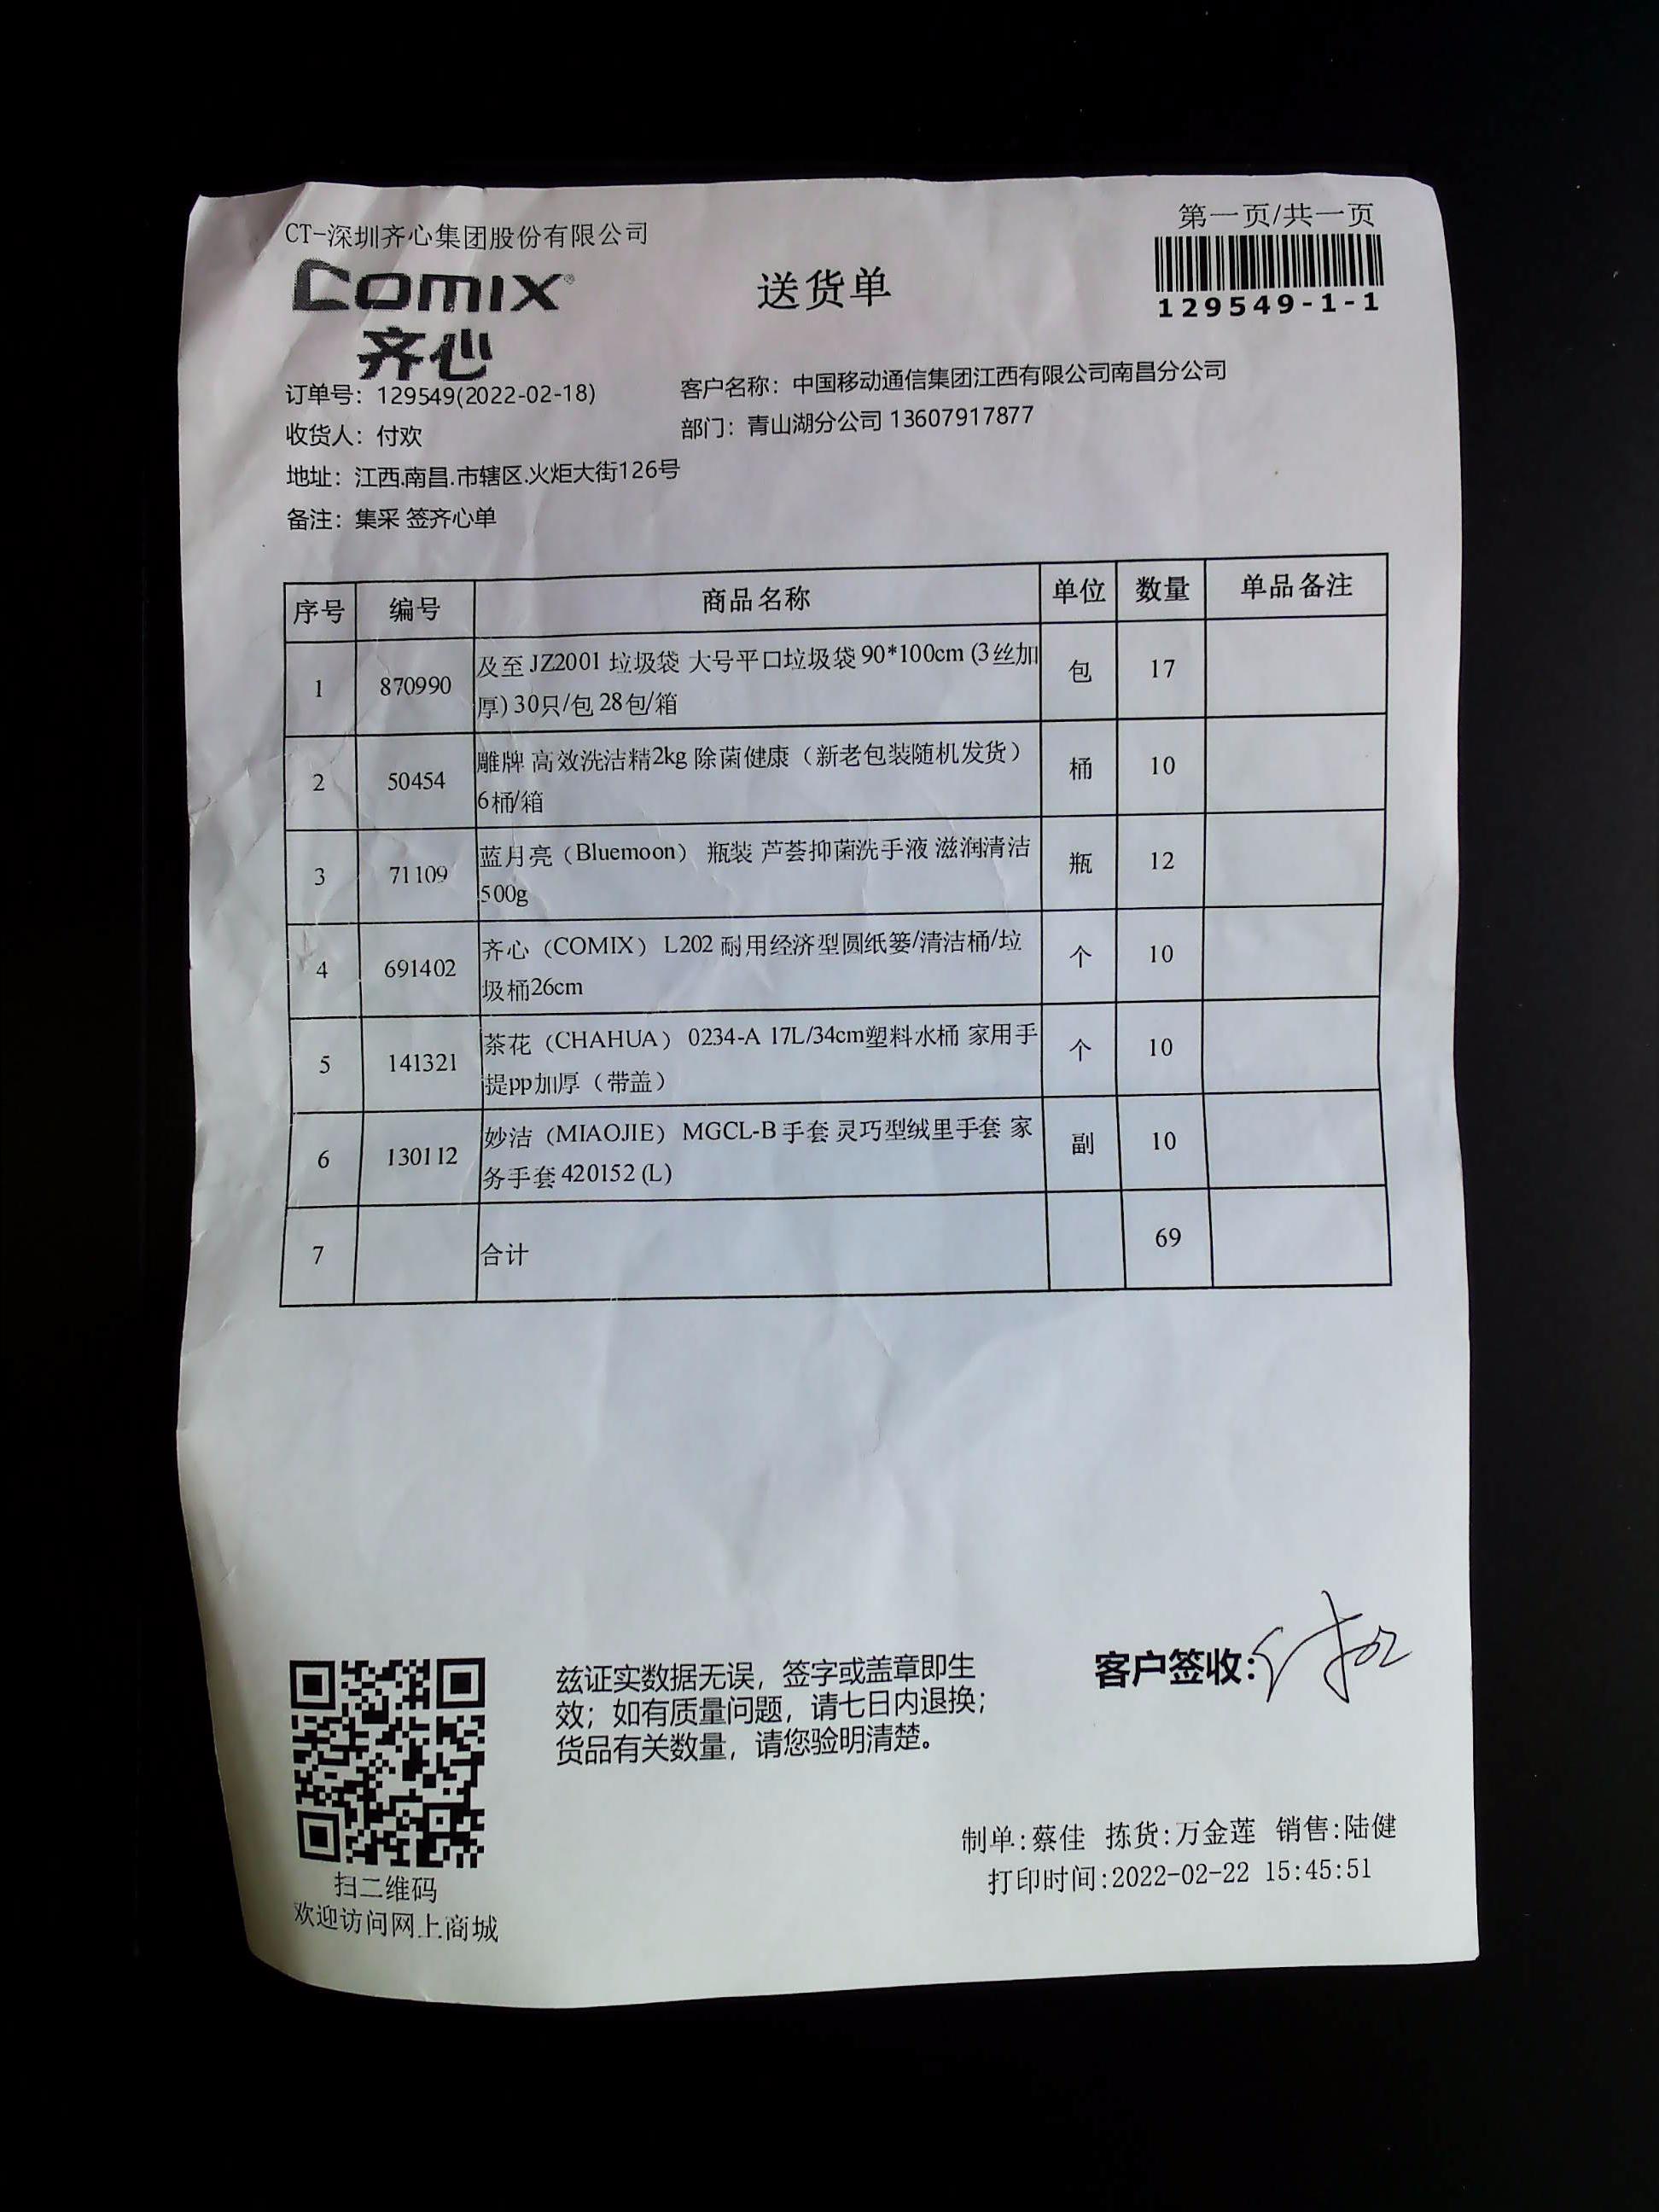 CT-深圳齐心集团股份有限公司
第一页/共一页
COMIX®
齐心
送货单
129549-1-1
订单号：129549(2022-02-18)
客户名称：中国移动通信集团江西有限公司南昌分公司
收货人：付欢
部门：青山湖分公司 13607917877
地址：江西.南昌.市辖区.火炬大街126号
备注：集采 签齐心单
序号 编号 商品名称 单位 数量 单品备注
1 870990 及至 JZ2001 垃圾袋 大号平口垃圾袋 90*100cm (3丝加
厚) 30只/包 28包/箱 包 17
2 50454 雕牌 高效洗洁精2kg 除菌健康（新老包装随机发货）
6桶/箱 桶 10
3 71109 蓝月亮（Bluemoon） 瓶装 芦荟抑菌洗手液 滋润清洁
500g 瓶 12
4 691402 齐心（COMIX） L202 耐用经济型圆纸篓/清洁桶/垃
圾桶26cm 个 10
5 141321 茶花（CHAHUA） 0234-A 17L/34cm塑料水桶 家用手
提pp加厚（带盖） 个 10
6 130112 妙洁（MIAOJIE） MGCL-B 手套 灵巧型绒里手套 家
务手套 420152 (L) 副 10
7 合计 69
兹证实数据无误，签字或盖章即生
效；如有质量问题，请七日内退换；
货品有关数量，请您验明清楚。
客户签收：付欢
制单:蔡佳 拣货:万金莲 销售:陆健
打印时间:2022-02-22 15:45:51
扫二维码
欢迎访问网上商城